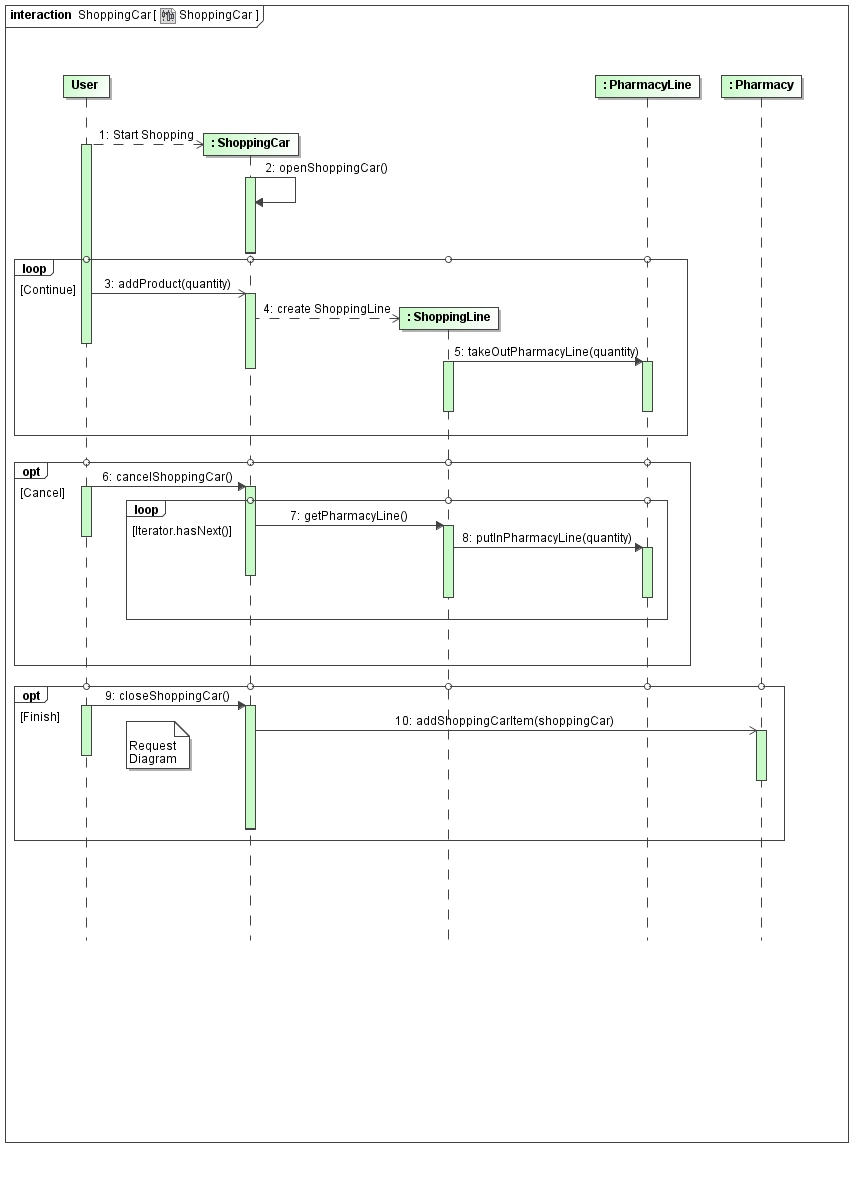 interaction ShoppingCar [ ShoppingCar ]
User
: PharmacyLine
: Pharmacy
1: Start Shopping
: ShoppingCar
2: openShoppingCar()
loop
[Continue]
3: addProduct(quantity)
4: create ShoppingLine
: ShoppingLine
5: takeOutPharmacyLine(quantity)
opt
[Cancel]
6: cancelShoppingCar()
loop
[Iterator.hasNext()]
7: getPharmacyLine()
8: putInPharmacyLine(quantity)
opt
[Finish]
9: closeShoppingCar()
10: addShoppingCarItem(shoppingCar)
Request
Diagram